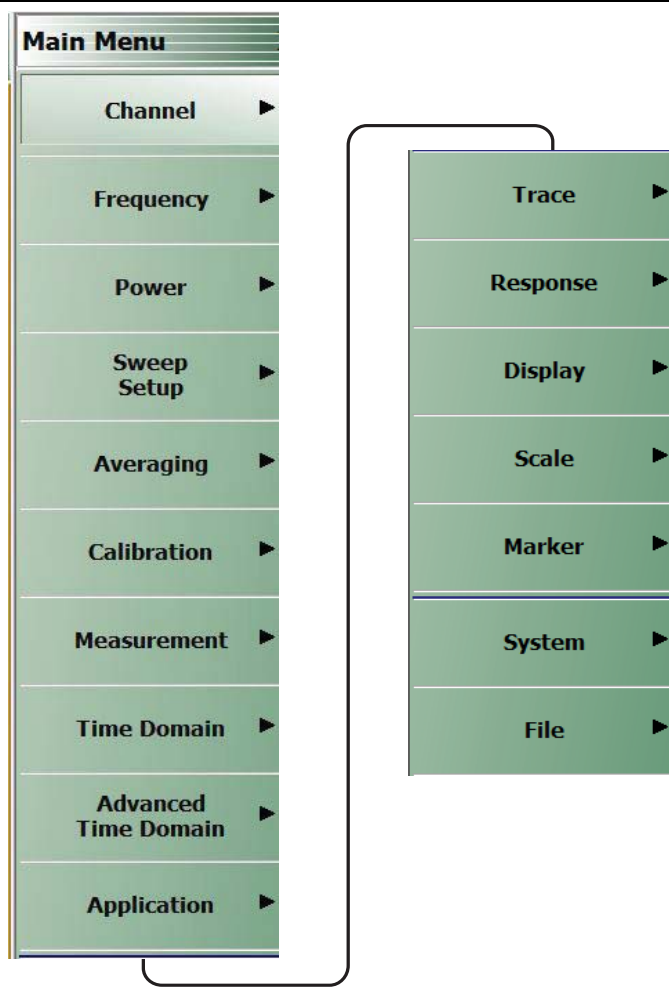 Main Menu
Channel
Frequency
Power
Sweep
Setup
Averaging
Calibration
Measurement
Time Domain
Advanced
Time Domain
Application
Trace
Response
Display
Scale
Marker
System
File